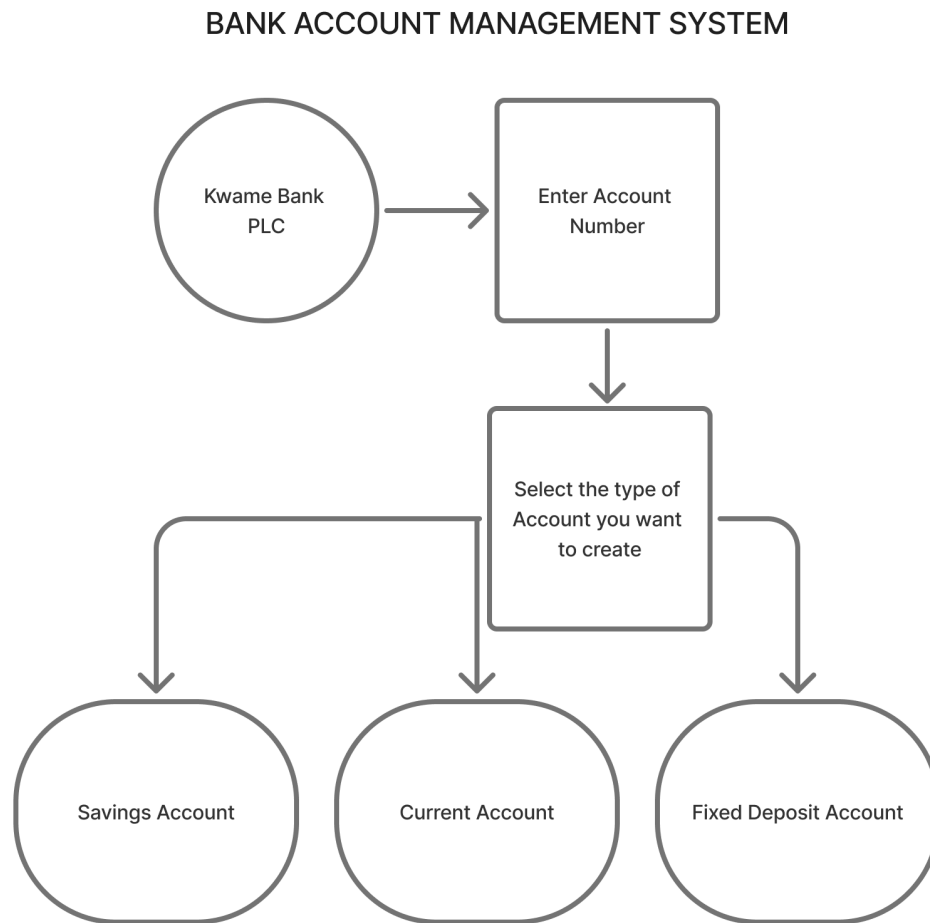 BANK ACCOUNT MANAGEMENT SYSTEM
Kwame Bank
PLC
Enter Account
Number
Select the type of
Account you want
to create
Savings Account
Current Account
Fixed Deposit Account